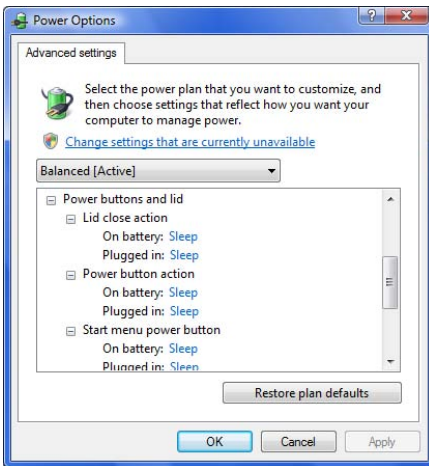 Power Options
Advanced settings
Select the power plan that you want to customize, and
then choose settings that reflect how you want your
computer to manage power.
Change settings that are currently unavailable
Balanced [Active]
Power buttons and lid
Lid close action
On battery: Sleep
Plugged in: Sleep
Power button action
On battery: Sleep
Plugged in: Sleep
Start menu power button
On battery: Sleep
Plugged in: Sleep
Restore plan defaults
OK
Cancel
Apply